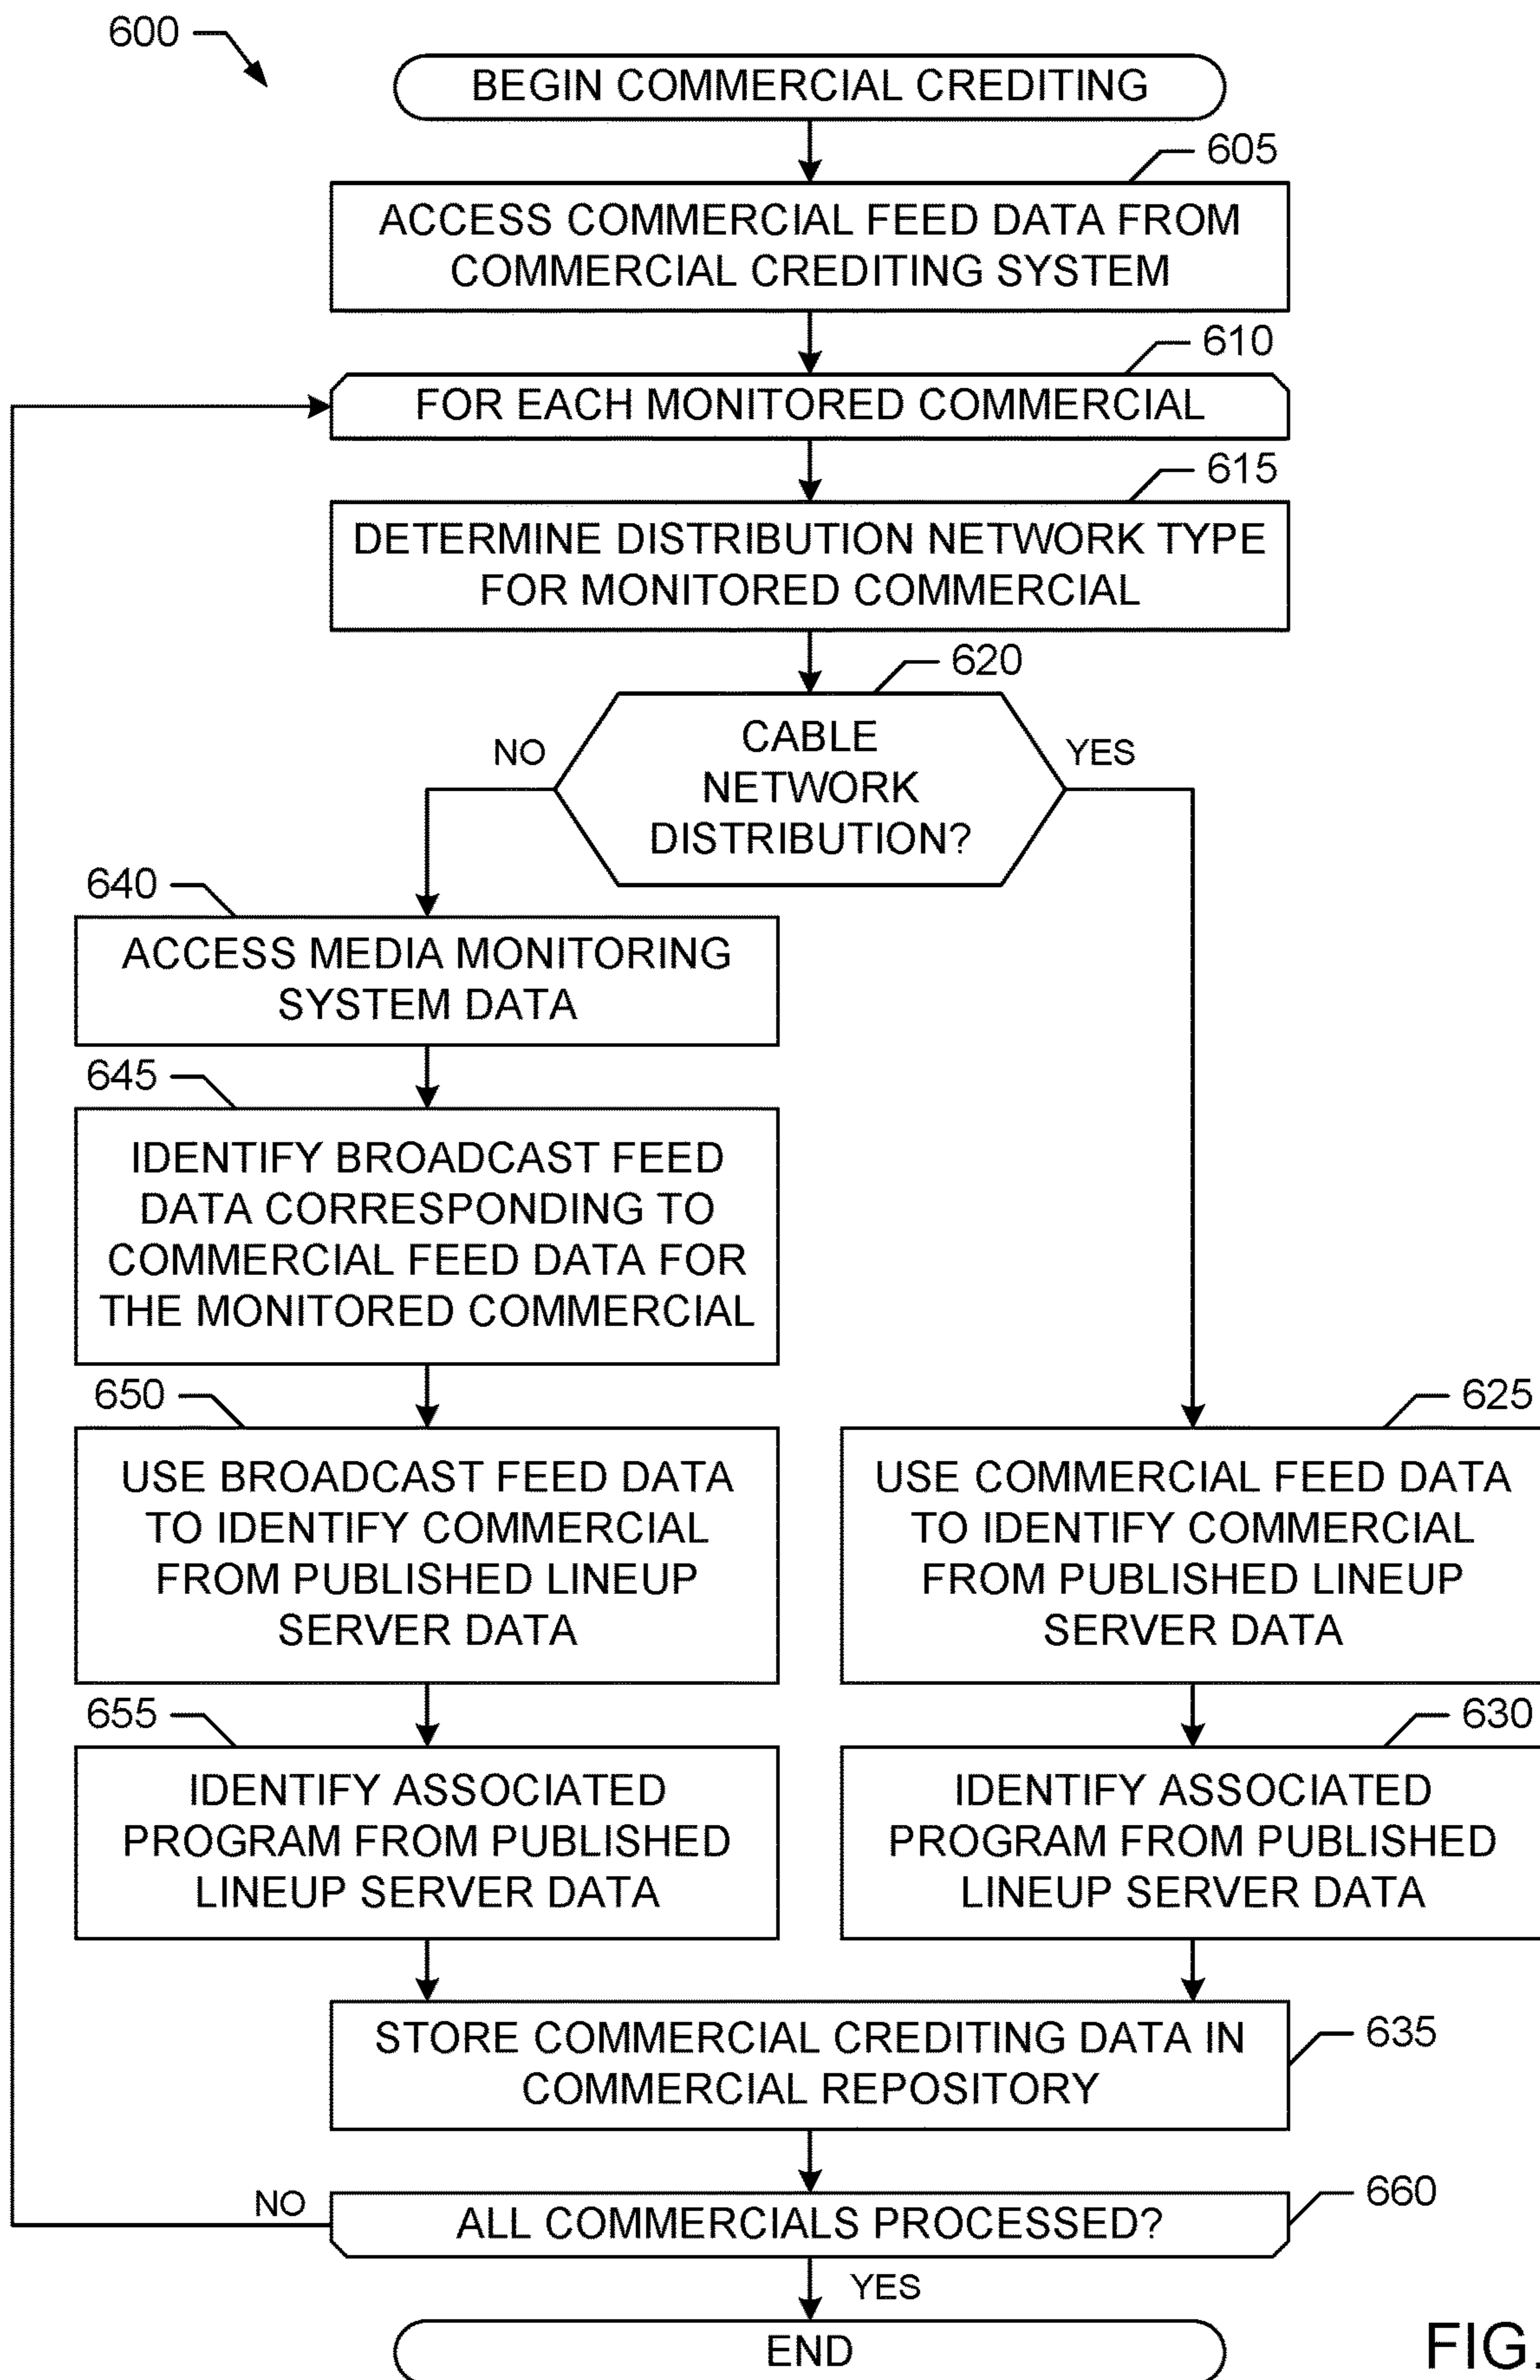 600
BEGIN COMMERCIAL CREDITING
605
ACCESS COMMERCIAL FEED DATA FROM
COMMERCIAL CREDITING SYSTEM
610
FOR EACH MONITORED COMMERCIAL
615
DETERMINE DISTRIBUTION NETWORK TYPE
FOR MONITORED COMMERCIAL
620
CABLE
NETWORK
DISTRIBUTION?
NO
YES
640
ACCESS MEDIA MONITORING
SYSTEM DATA
645
IDENTIFY BROADCAST FEED
DATA CORRESPONDING TO
COMMERCIAL FEED DATA FOR
THE MONITORED COMMERCIAL
650
USE BROADCAST FEED DATA
TO IDENTIFY COMMERCIAL
FROM PUBLISHED LINEUP
SERVER DATA
655
IDENTIFY ASSOCIATED
PROGRAM FROM PUBLISHED
LINEUP SERVER DATA
625
USE COMMERCIAL FEED DATA
TO IDENTIFY COMMERCIAL
FROM PUBLISHED LINEUP
SERVER DATA
630
IDENTIFY ASSOCIATED
PROGRAM FROM PUBLISHED
LINEUP SERVER DATA
STORE COMMERCIAL CREDITING DATA IN
COMMERCIAL REPOSITORY
635
ALL COMMERCIALS PROCESSED?
660
NO
YES
END
FIG.